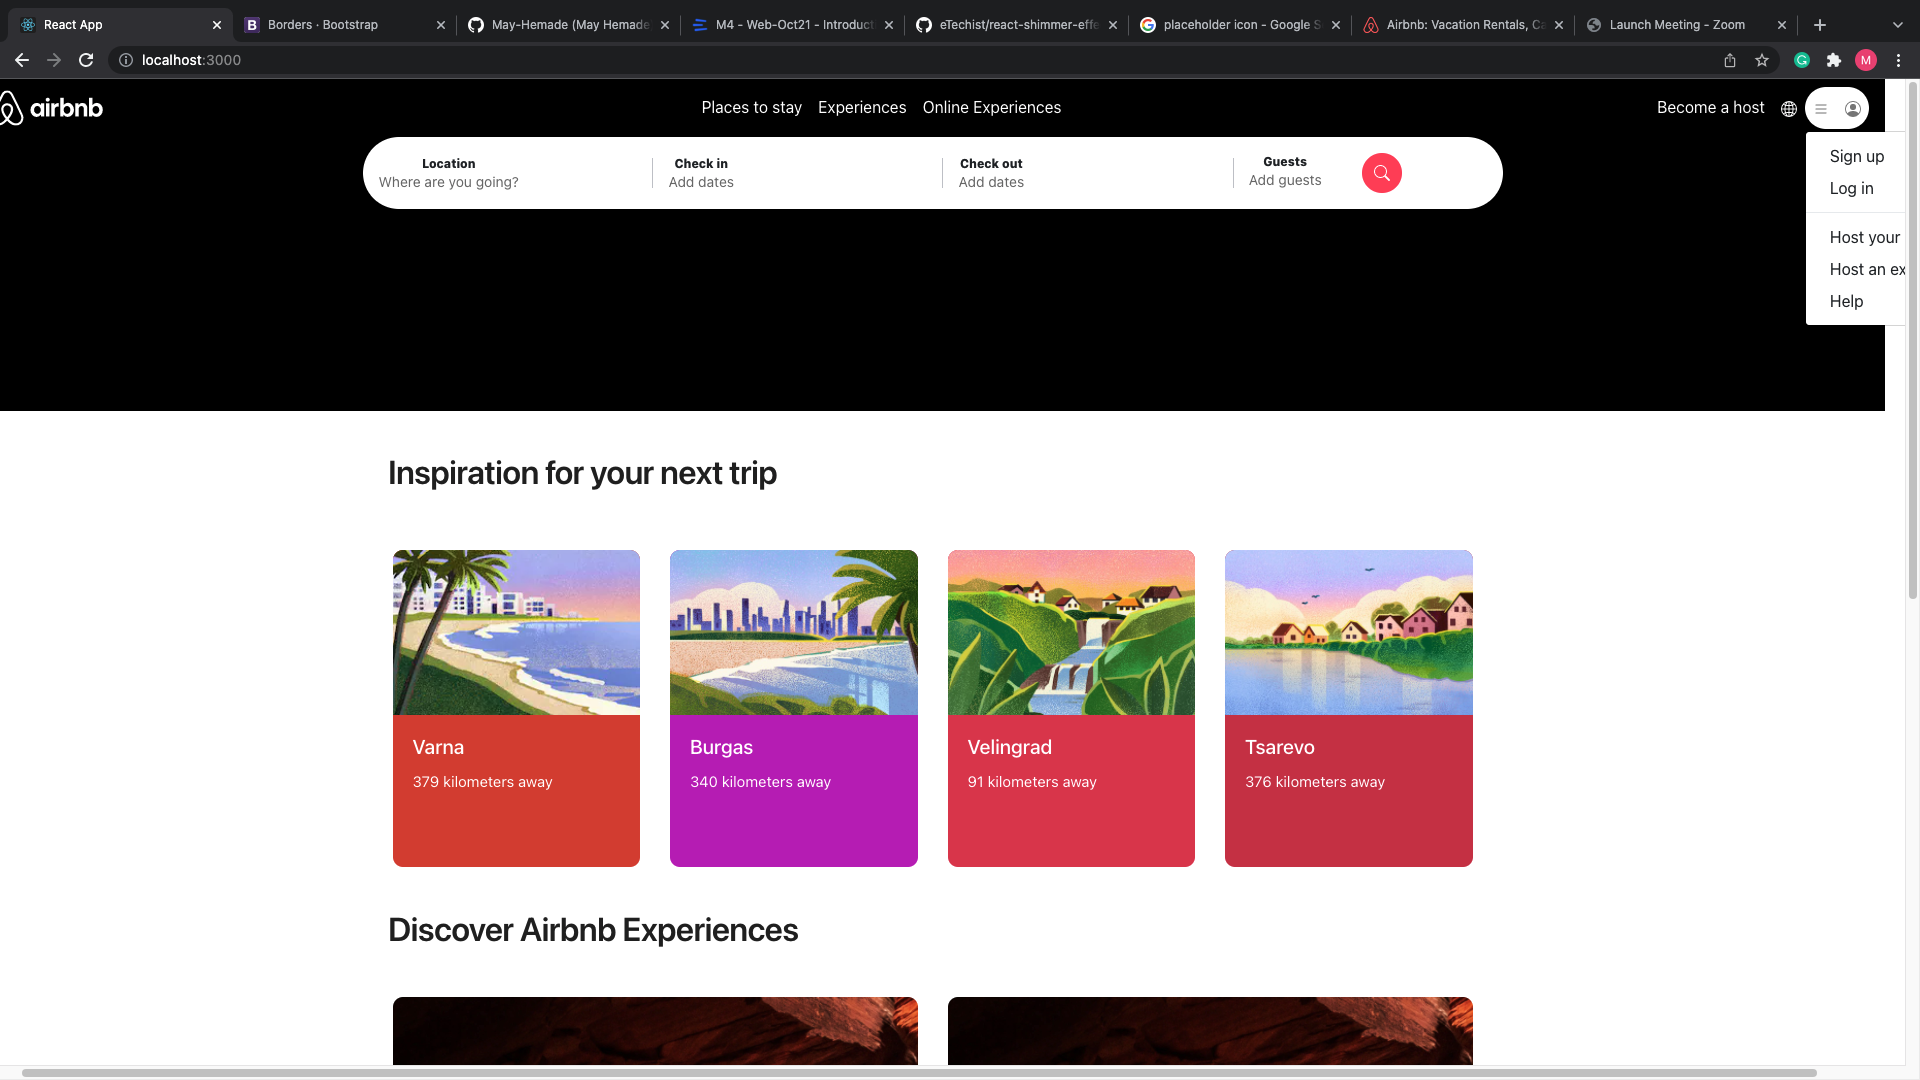 React App
Borders · Bootstrap
May-Hemade (May Hemade
M4 - Web-Oct21 - Introduct
eTechist/react-shimmer-effe
placeholder icon - Google S
Airbnb: Vacation Rentals, Ca
Launch Meeting - Zoom
localhost:3000
M
airbnb
Places to stay
Experiences
Online Experiences
Become a host
Location
Where are you going?
Check in
Add dates
Check out
Add dates
Guests
Add guests
Sign up
Log in
Host your
Host an ex
Help
Inspiration for your next trip
Varna
379 kilometers away
Burgas
340 kilometers away
Velingrad
91 kilometers away
Tsarevo
376 kilometers away
Discover Airbnb Experiences